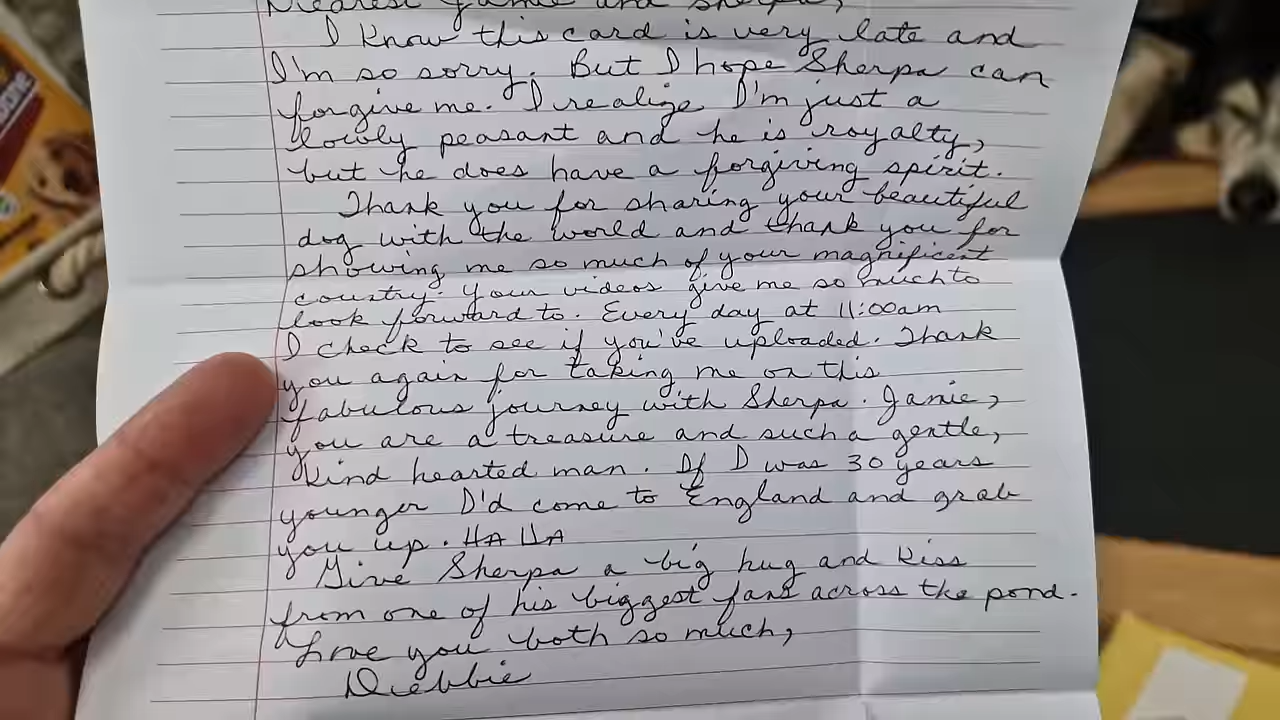 Dearest Jamie and Sherpa,
I know this card is very late and
I'm so sorry. But I hope Sherpa can
forgive me. I realize I'm just a
lowly peasant and he is royalty,
but he does have a forgiving spirit.
Thank you for sharing your beautiful
dog with the world and thank you for
showing me so much of your magnificent
country. Your videos give me so much to
look forward to. Every day at 11:00am
I check to see if you've uploaded. Thank
you again for taking me on this
fabulous journey with Sherpa. Jamie,
you are a treasure and such a gentle,
kind hearted man. If I was 30 years
younger I'd come to England and grab
you up. HA HA
Give Sherpa a big hug and kiss
from one of his biggest fans across the pond.
Love you both so much,
Debbie